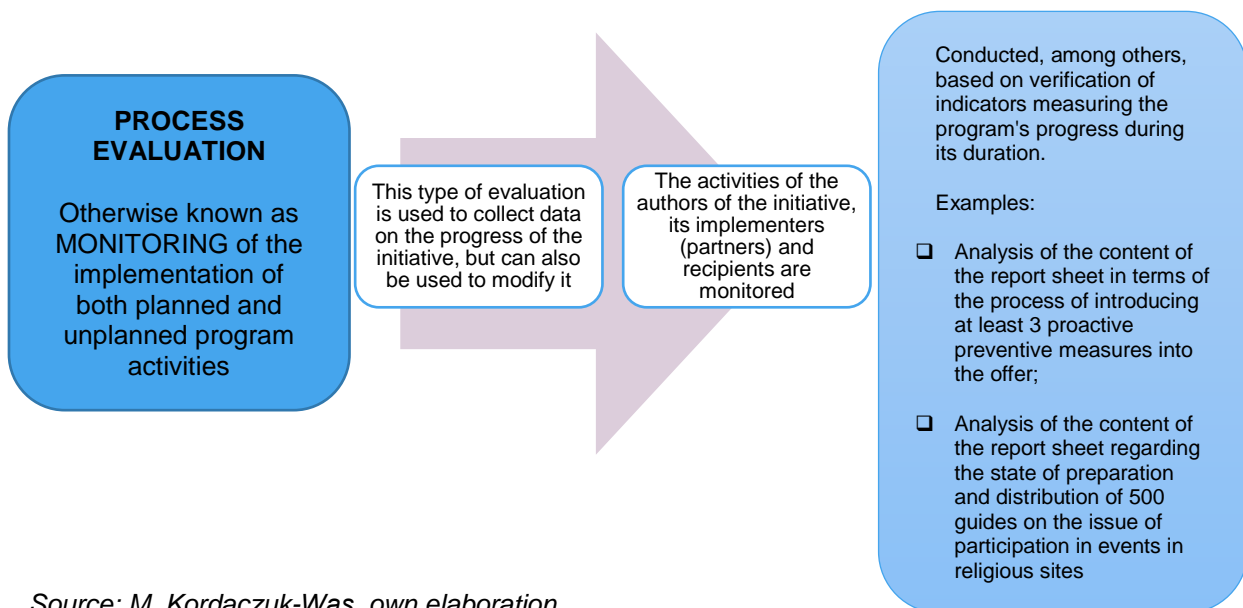 PROCESS
EVALUATION
Otherwise known as
MONITORING of the
implementation of
both planned and
unplanned program
activities
This type of evaluation
is used to collect data
on the progress of the
initiative, but can also
be used to modify it
The activities of the
authors of the initiative,
its implementers
(partners) and
recipients are
monitored
Conducted, among others,
based on verification of
indicators measuring the
program's progress during
its duration.
Examples:
❑ Analysis of the content of
the report sheet in terms of
the process of introducing
at least 3 proactive
preventive measures into
the offer;
❑ Analysis of the content of
the report sheet regarding
the state of preparation
and distribution of 500
guides on the issue of
participation in events in
religious sites
Source: M. Kordaczuk-Was, own elaboration